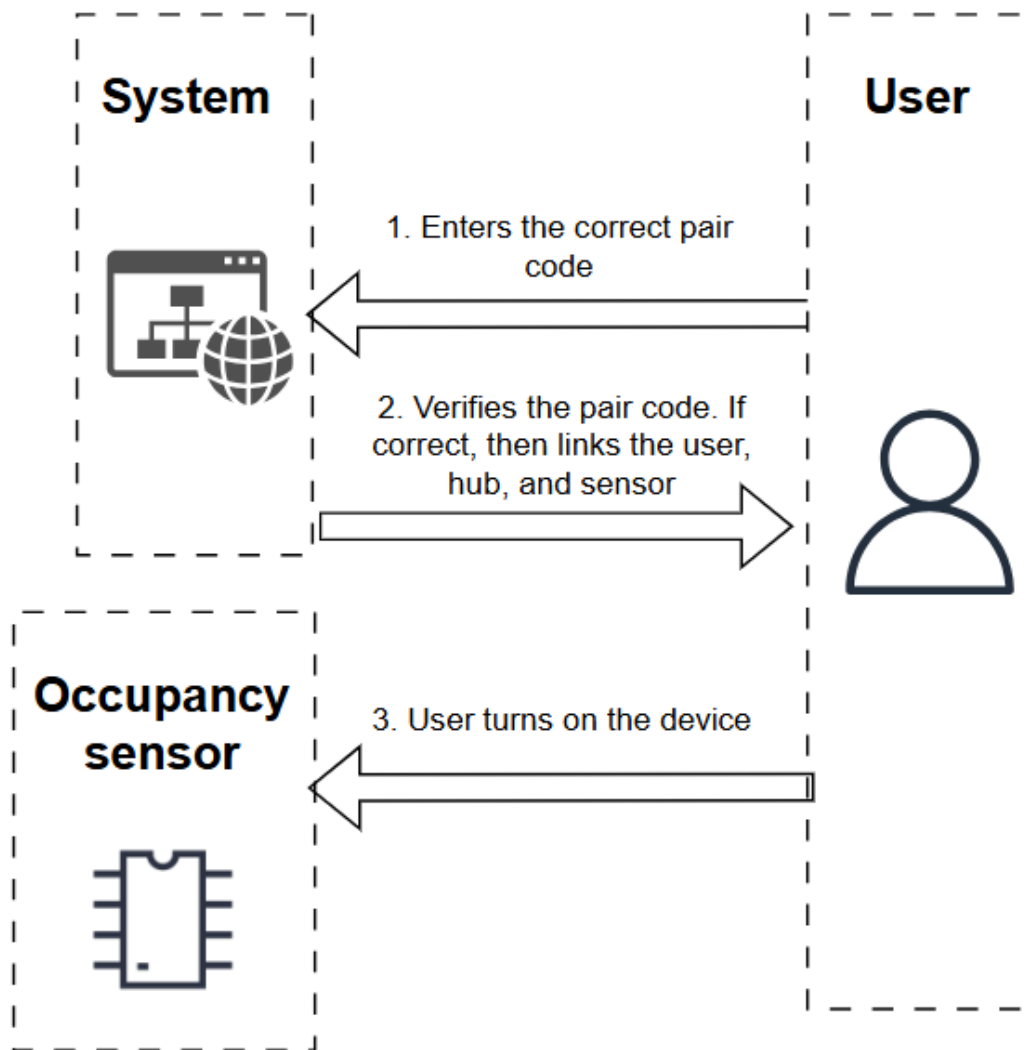 System
User
1. Enters the correct pair
code
2. Verifies the pair code. If
correct, then links the user,
hub, and sensor
Occupancy
sensor
3. User turns on the device